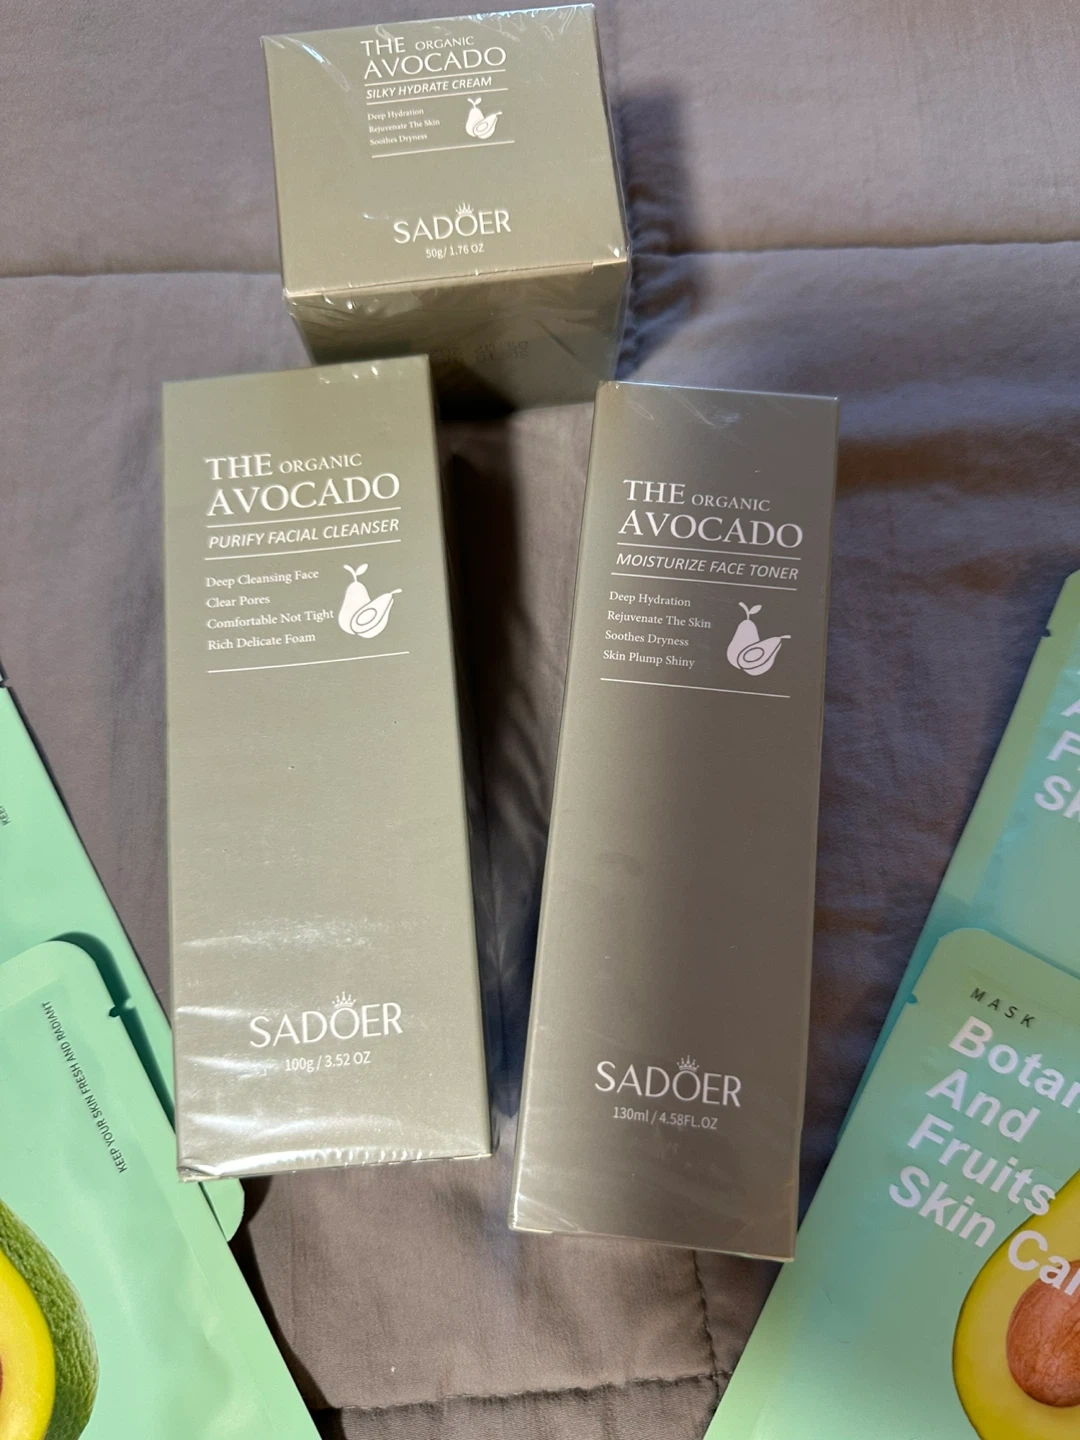 THE ORGANIC
AVOCADO
SILKY HYDRATE CREAM
Deep Hydration
Rejuvenate The Skin
Soothes Dryness
SADOER
50g/ 1.76 OZ
THE ORGANIC
AVOCADO
PURIFY FACIAL CLEANSER
Deep Cleansing Face
Clear Pores
Comfortable Not Tight
Rich Delicate Foam
SADOER
100g / 3.52 OZ
THE ORGANIC
AVOCADO
MOISTURIZE FACE TONER
Deep Hydration
Rejuvenate The Skin
Soothes Dryness
Skin Plump Shiny
SADOER
130ml / 4.58FL.OZ
KEEP YOUR SKIN FRESH AND RADIANT
MASK
And
Fruits
Skin